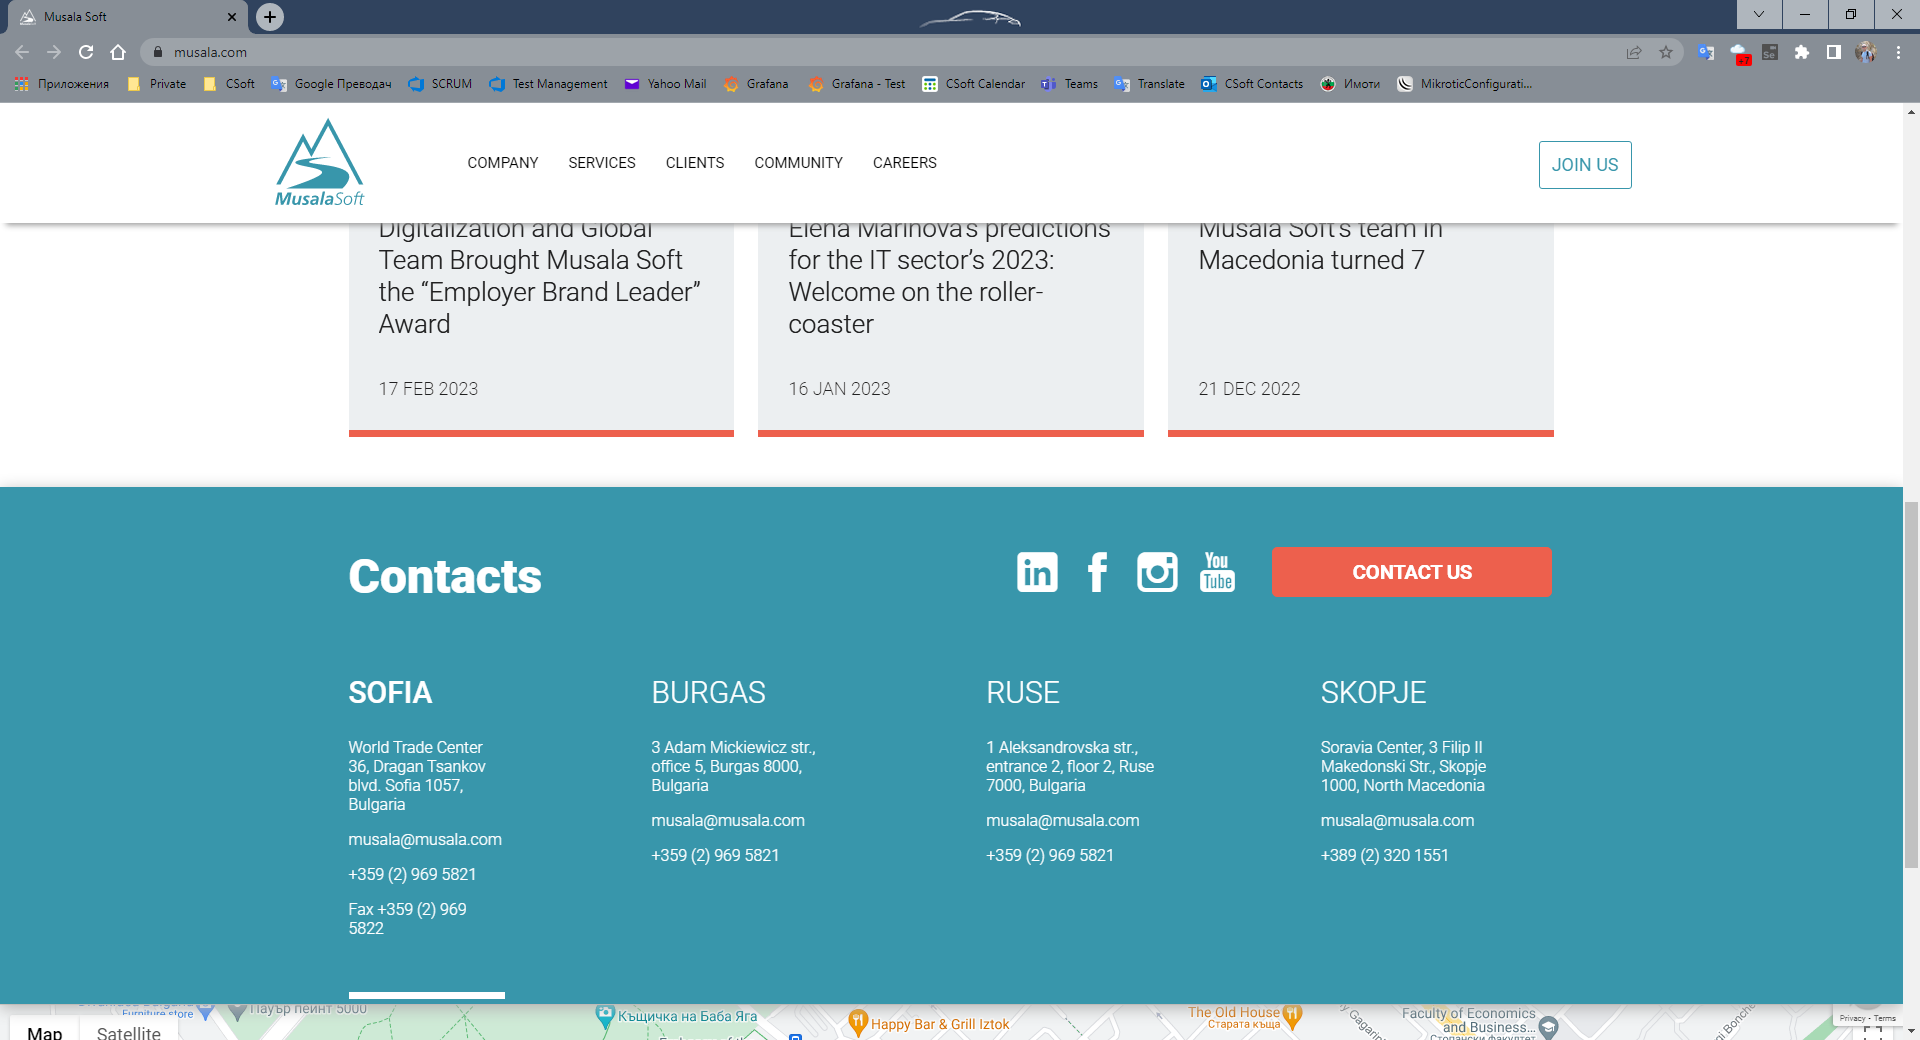 Musala Soft
musala.com
Приложения Private CSoft Google Преводач SCRUM Test Management Yahoo Mail Grafana Grafana - Test CSoft Calendar Teams Translate CSoft Contacts Имоти MikroticConfigurati...
MusalaSoft
COMPANY SERVICES CLIENTS COMMUNITY CAREERS
JOIN US
Digitalization and Global
Team Brought Musala Soft
the “Employer Brand Leader”
Award
17 FEB 2023
Elena Marinova's predictions
for the IT sector’s 2023:
Welcome on the roller-
coaster
16 JAN 2023
Musala Soft's team in
Macedonia turned 7
21 DEC 2022
Contacts
in
f
You
Tube
CONTACT US
SOFIA
World Trade Center
36, Dragan Tsankov
blvd. Sofia 1057,
Bulgaria
musala@musala.com
+359 (2) 969 5821
Fax +359 (2) 969
5822
BURGAS
3 Adam Mickiewicz str.,
office 5, Burgas 8000,
Bulgaria
musala@musala.com
+359 (2) 969 5821
RUSE
1 Aleksandrovska str.,
entrance 2, floor 2, Ruse
7000, Bulgaria
musala@musala.com
+359 (2) 969 5821
SKOPJE
Soravia Center, 3 Filip II
Makedonski Str., Skopje
1000, North Macedonia
musala@musala.com
+389 (2) 320 1551
Furniture store
Пауър пейнт 5000
Къщичка на Баба Яга
Happy Bar & Grill Iztok
The Old House
Старата къща
Faculty of Economics
and Business...
Стопански факултет
Map Satellite
Privacy - Terms